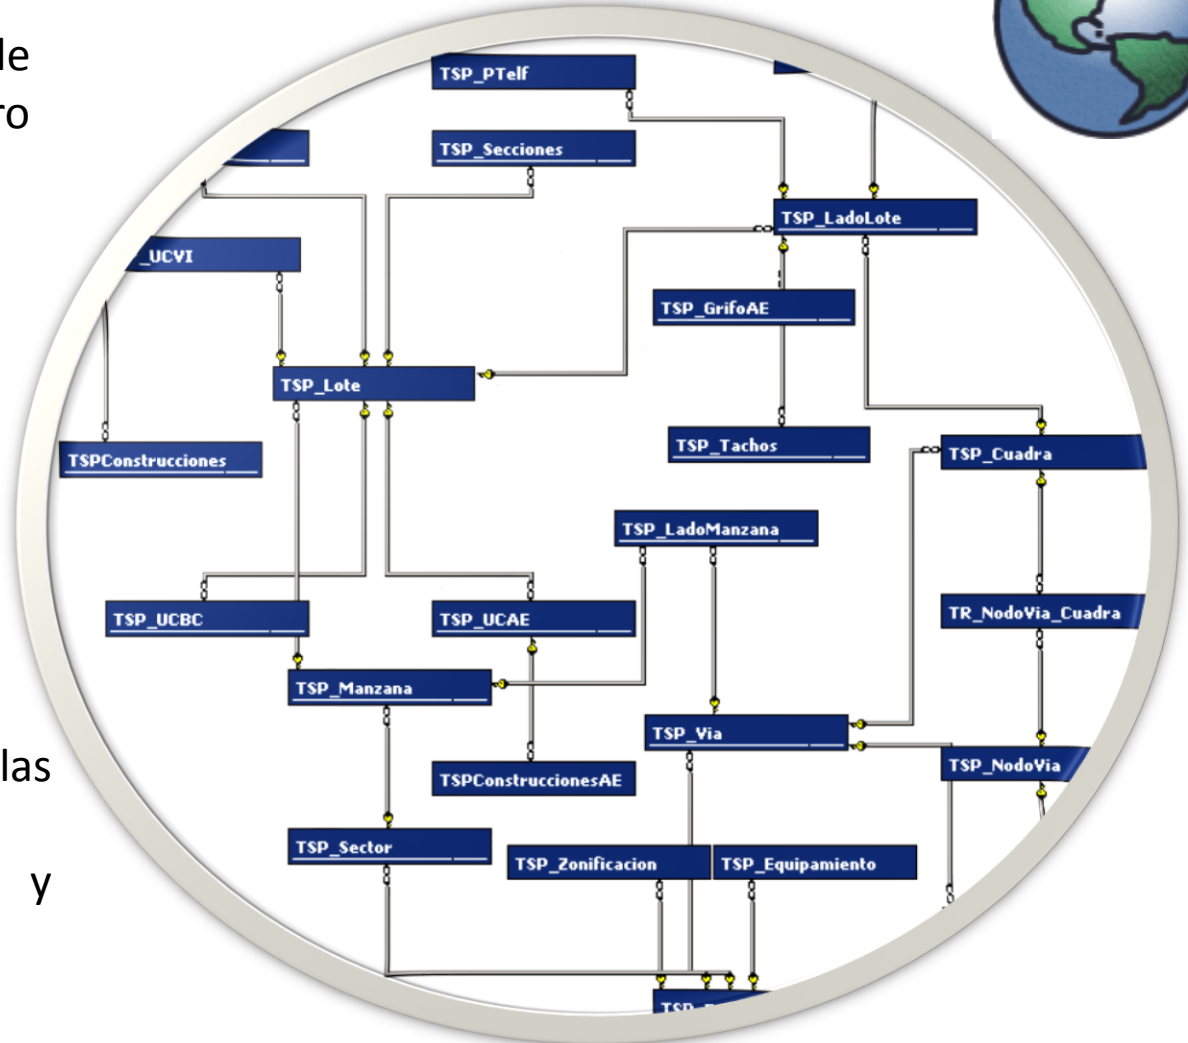 de
ro
TSP_PTelf
TSP_Secciones
TSP_LadoLote
_UCVI
TSP_GrifoAE
TSP_Lote
TSP_Tachos
TSP_Cuadra
TSPConstrucciones
TSP_LadoManzana
TSP_UCBC
TSP_UCAE
TR_NodoVia_Cuadra
TSP_Manzana
TSP_Via
TSP_NodoVia
las
TSPConstruccionesAE
TSP_Sector
TSP_Zonificacion
TSP_Equipamiento
y